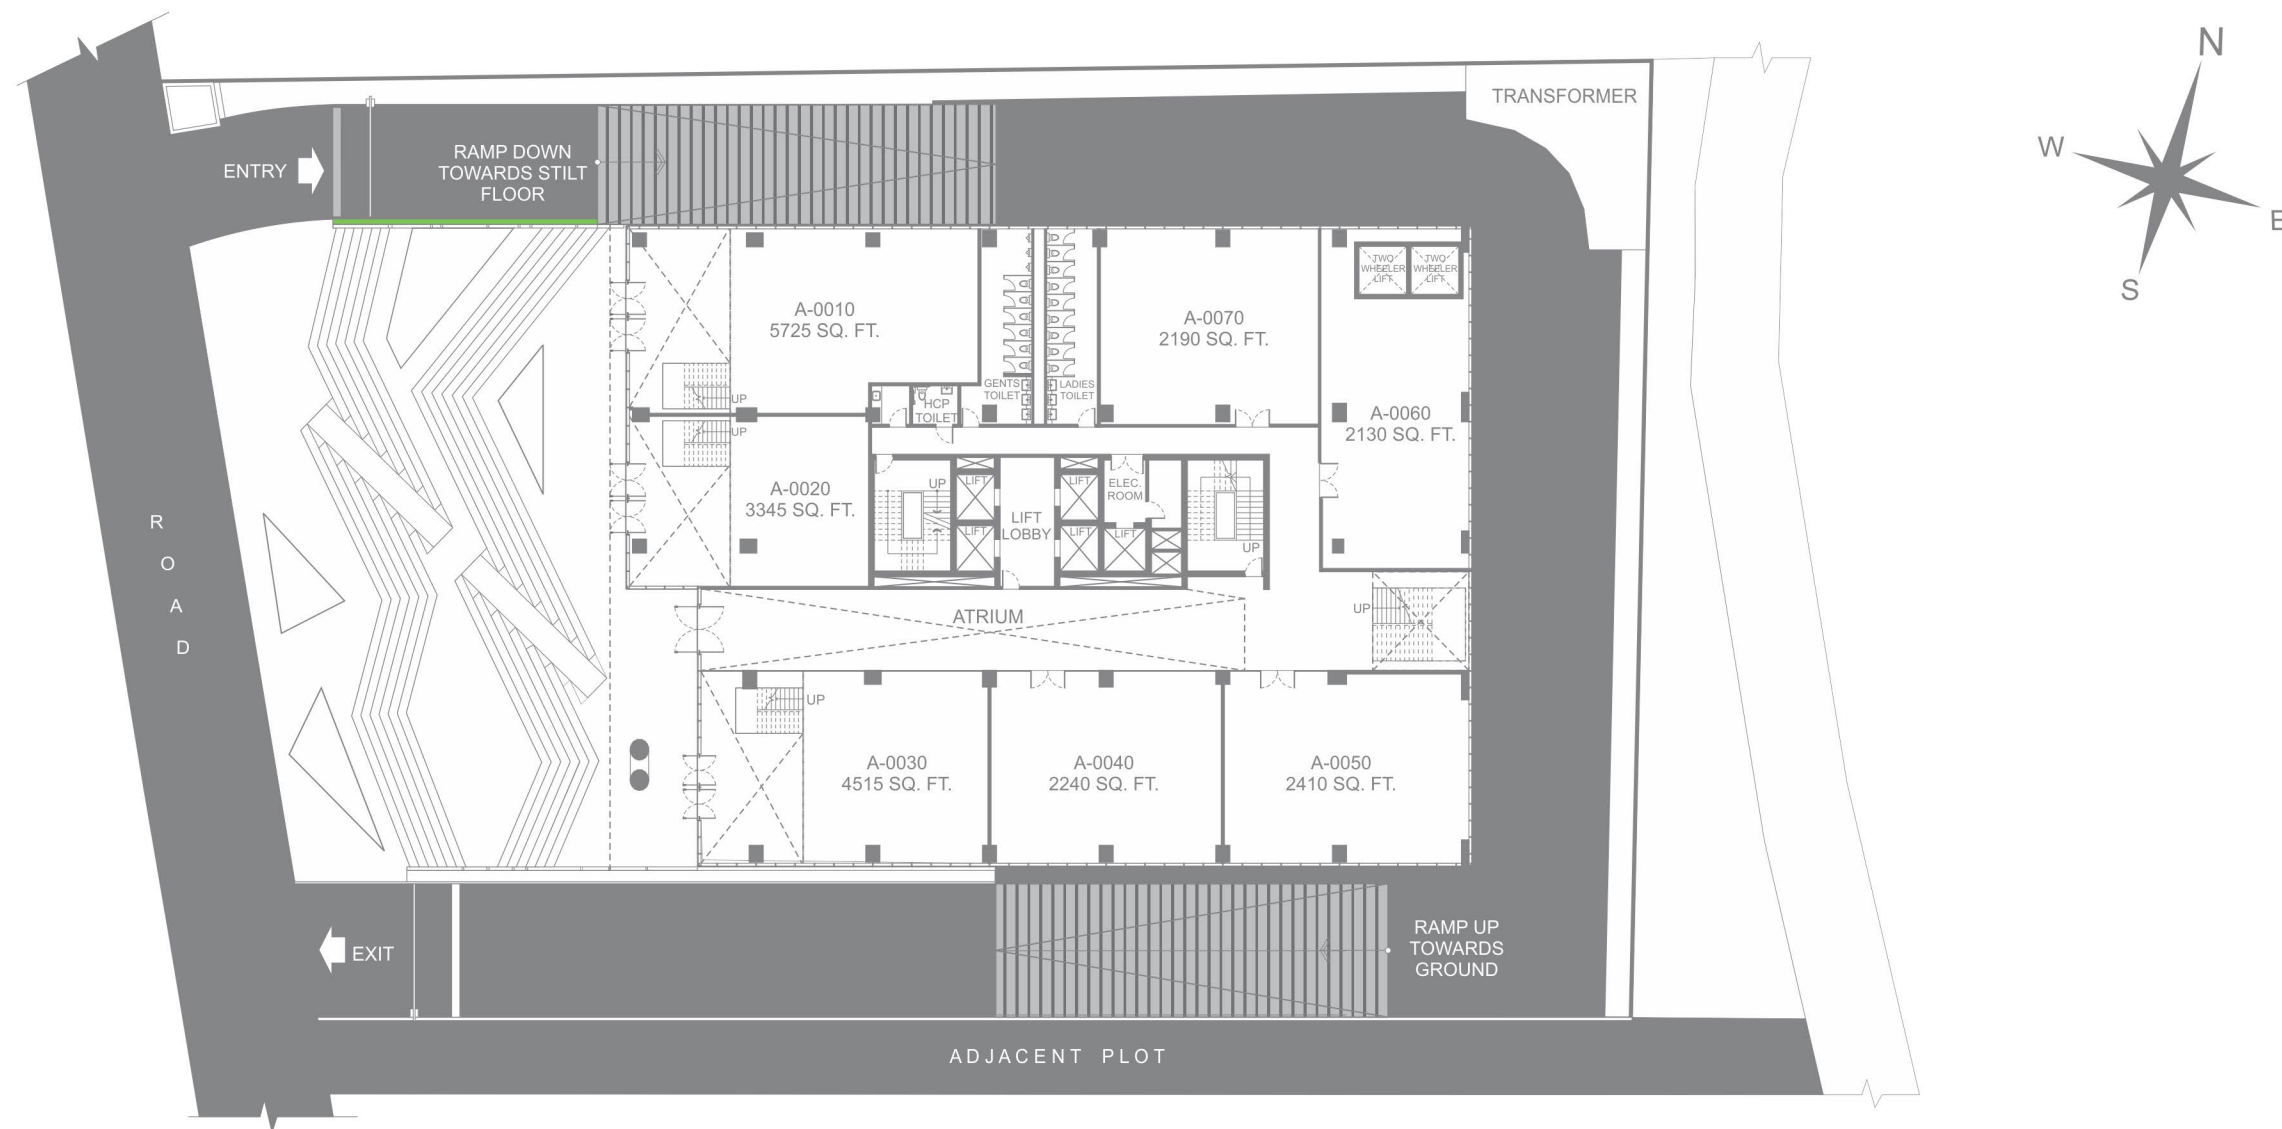 N
W
E
S
TRANSFORMER
ENTRY
RAMP DOWN
TOWARDS STILT
FLOOR
TWO
WHEELER
LIFT
TWO
WHEELER
LIFT
A-0010
5725 SQ. FT.
A-0070
2190 SQ. FT.
GENTS
TOILET
LADIES
TOILET
HCP
TOILET
UP
UP
A-0060
2130 SQ. FT.
A-0020
3345 SQ. FT.
UP
LIFT
LIFT
LIFT
LOBBY
LIFT
LIFT
ELEC.
ROOM
LIFT
UP
R
O
A
D
ATRIUM
UP
UP
A-0030
4515 SQ. FT.
A-0040
2240 SQ. FT.
A-0050
2410 SQ. FT.
EXIT
RAMP UP
TOWARDS
GROUND
ADJACENT PLOT